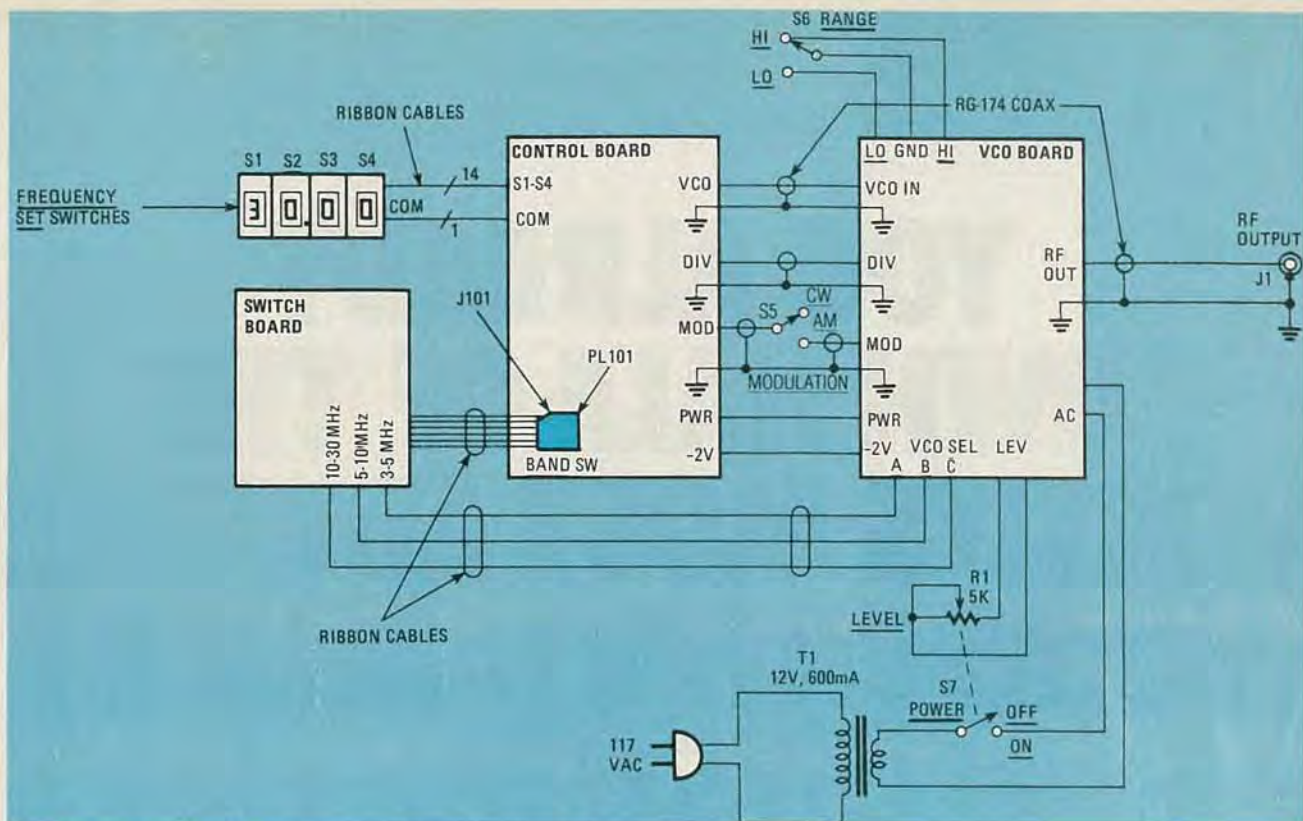 S6 RANGE
HI
LO
RIBBON CABLES
RG-174 COAX
S1 S2 S3 S4
FREQUENCY
SET SWITCHES
3 0.0 0
14
COM
1
CONTROL BOARD
S1-S4
COM
VCO
DIV
MOD
PWR
-2V
J101
PL101
BAND SW
LO GND HI
VCO BOARD
VCO IN
DIV
CW
S5
AM
MOD
MODULATION
PWR
-2V
VCO SEL
A B C
LEV
RF
OUT
AC
RF
OUTPUT
J1
SWITCH
BOARD
10-30 MHz
5-10MHz
3-5 MHz
RIBBON CABLES
R1
5K
LEVEL
T1
12V, 600mA
S7
POWER
OFF
ON
117
VAC